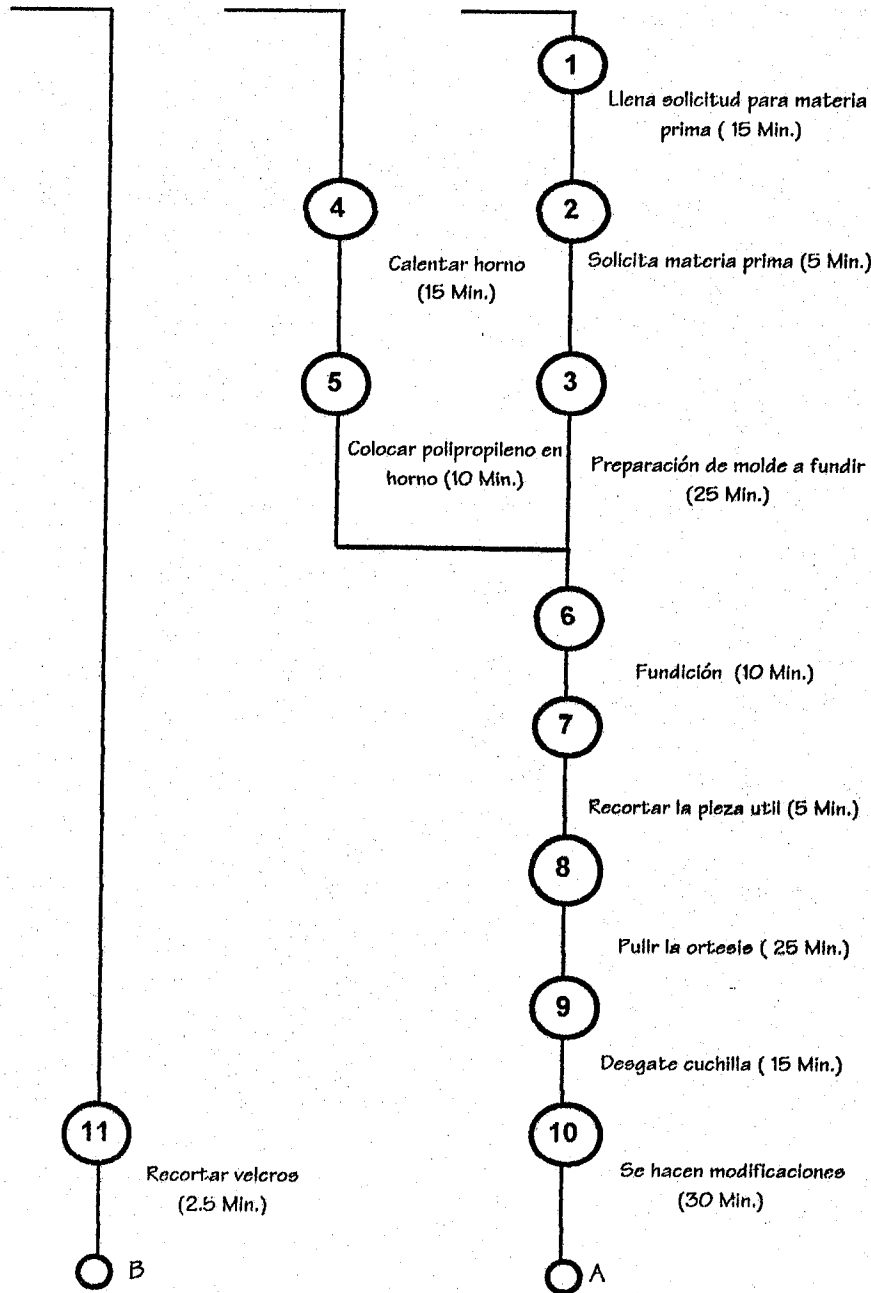 1
Llena solicitud para materia
prima ( 15 Min.)
4
2
Calentar horno
(15 Min.)
Solicita materia prima (5 Min.)
5
3
Colocar polipropileno en
horno (10 Min.)
Preparación de molde a fundir
(25 Min.)
6
Fundición (10 Min.)
7
Recortar la pieza util (5 Min.)
8
Pulir la ortesis ( 25 Min.)
9
Desgate cuchilla ( 15 Min.)
11
10
Recortar velcros
(2.5 Min.)
Se hacen modificaciones
(30 Min.)
B
A